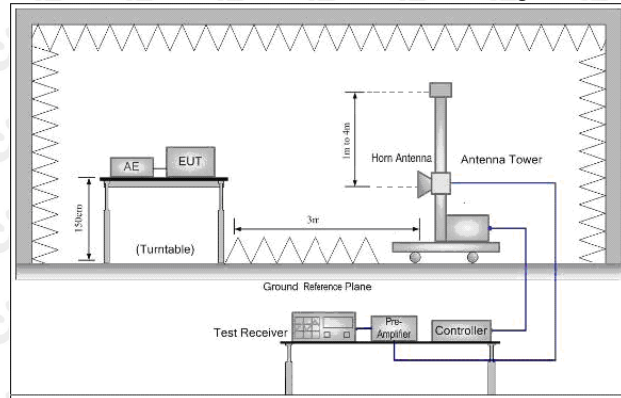 AE
EUT
150cm
(Turntable)
3m
1m to 4m
Horn Antenna
Antenna Tower
Ground Reference Plane
Test Receiver
Pre-
Amplifier
Controller